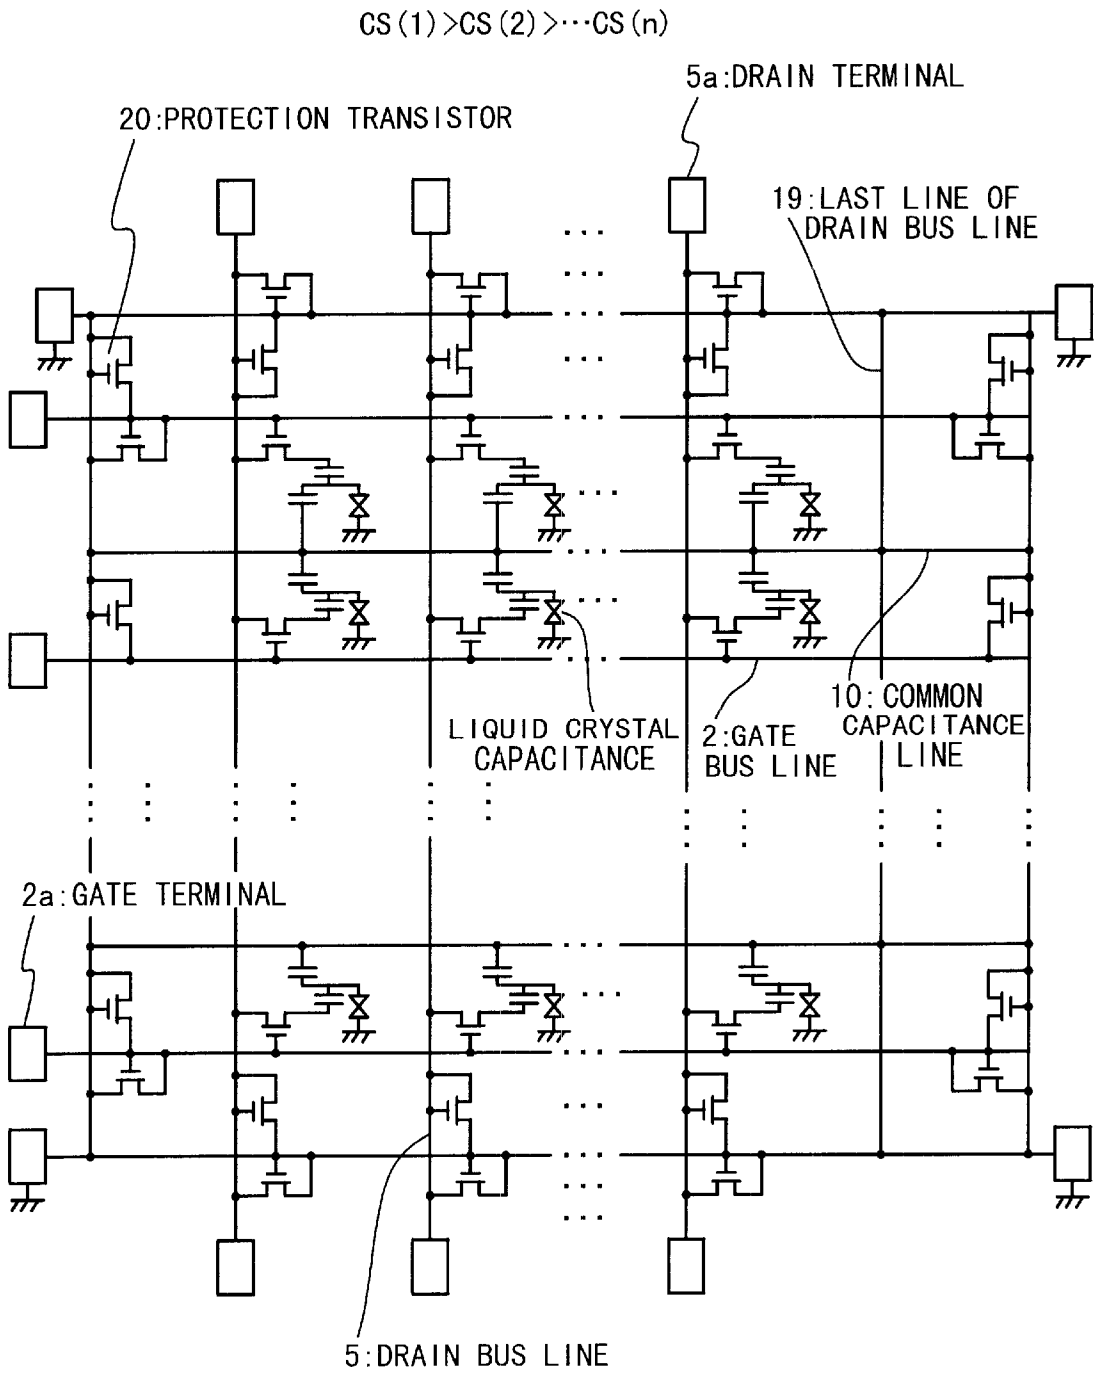 CS(1)>CS(2)>···CS(n)
5a:DRAIN TERMINAL
20:PROTECTION TRANSISTOR
19:LAST LINE OF
DRAIN BUS LINE
10:COMMON
CAPACITANCE
LINE
LIQUID CRYSTAL
CAPACITANCE
2:GATE
BUS LINE
2a:GATE TERMINAL
5:DRAIN BUS LINE